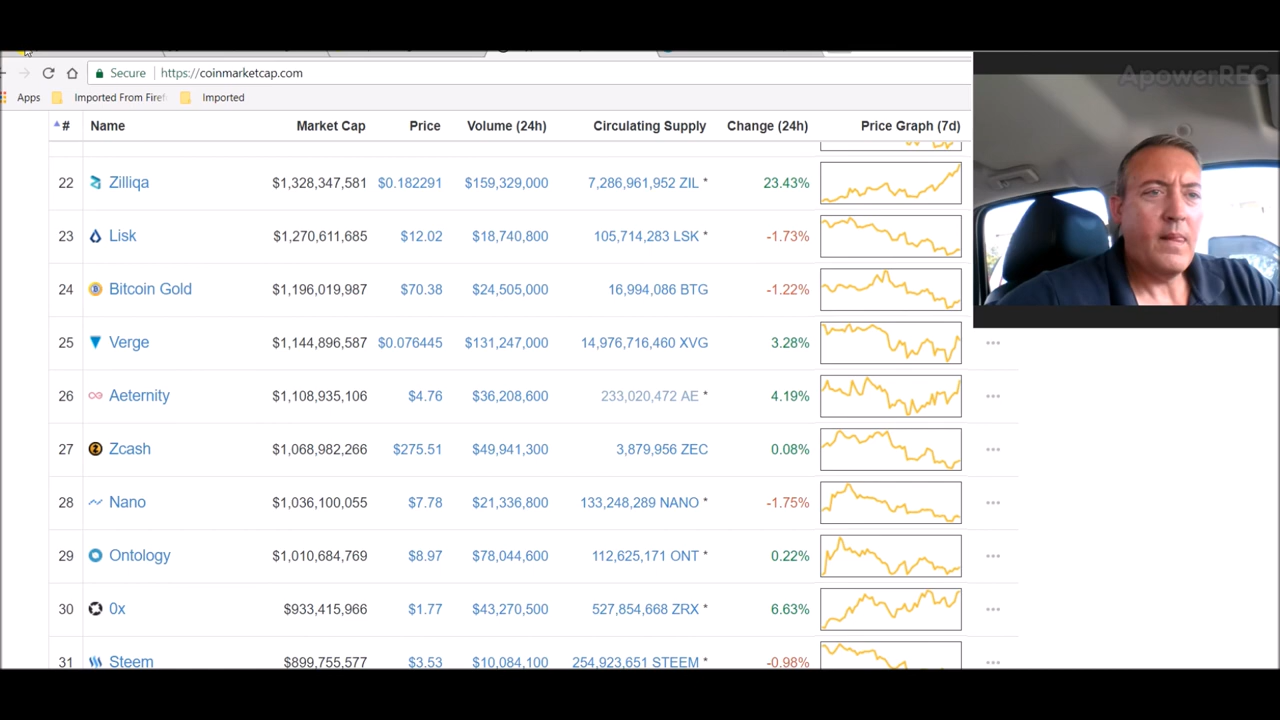 ApowerREC
Secure https://coinmarketcap.com
Apps Imported From Firef Imported
# Name Market Cap Price Volume (24h) Circulating Supply Change (24h) Price Graph (7d)
22 Zilliqa $1,328,347,581 $0.182291 $159,329,000 7,286,961,952 ZIL * 23.43%
23 Lisk $1,270,611,685 $12.02 $18,740,800 105,714,283 LSK * -1.73%
24 Bitcoin Gold $1,196,019,987 $70.38 $24,505,000 16,994,086 BTG -1.22%
25 Verge $1,144,896,587 $0.076445 $131,247,000 14,976,716,460 XVG 3.28%
26 Aeternity $1,108,935,106 $4.76 $36,208,600 233,020,472 AE * 4.19%
27 Zcash $1,068,982,266 $275.51 $49,941,300 3,879,956 ZEC 0.08%
28 Nano $1,036,100,055 $7.78 $21,336,800 133,248,289 NANO * -1.75%
29 Ontology $1,010,684,769 $8.97 $78,044,600 112,625,171 ONT * 0.22%
30 0x $933,415,966 $1.77 $43,270,500 527,854,668 ZRX * 6.63%
31 Steem $899,755,577 $3.53 $10,084,100 254,923,651 STEEM * -0.98%